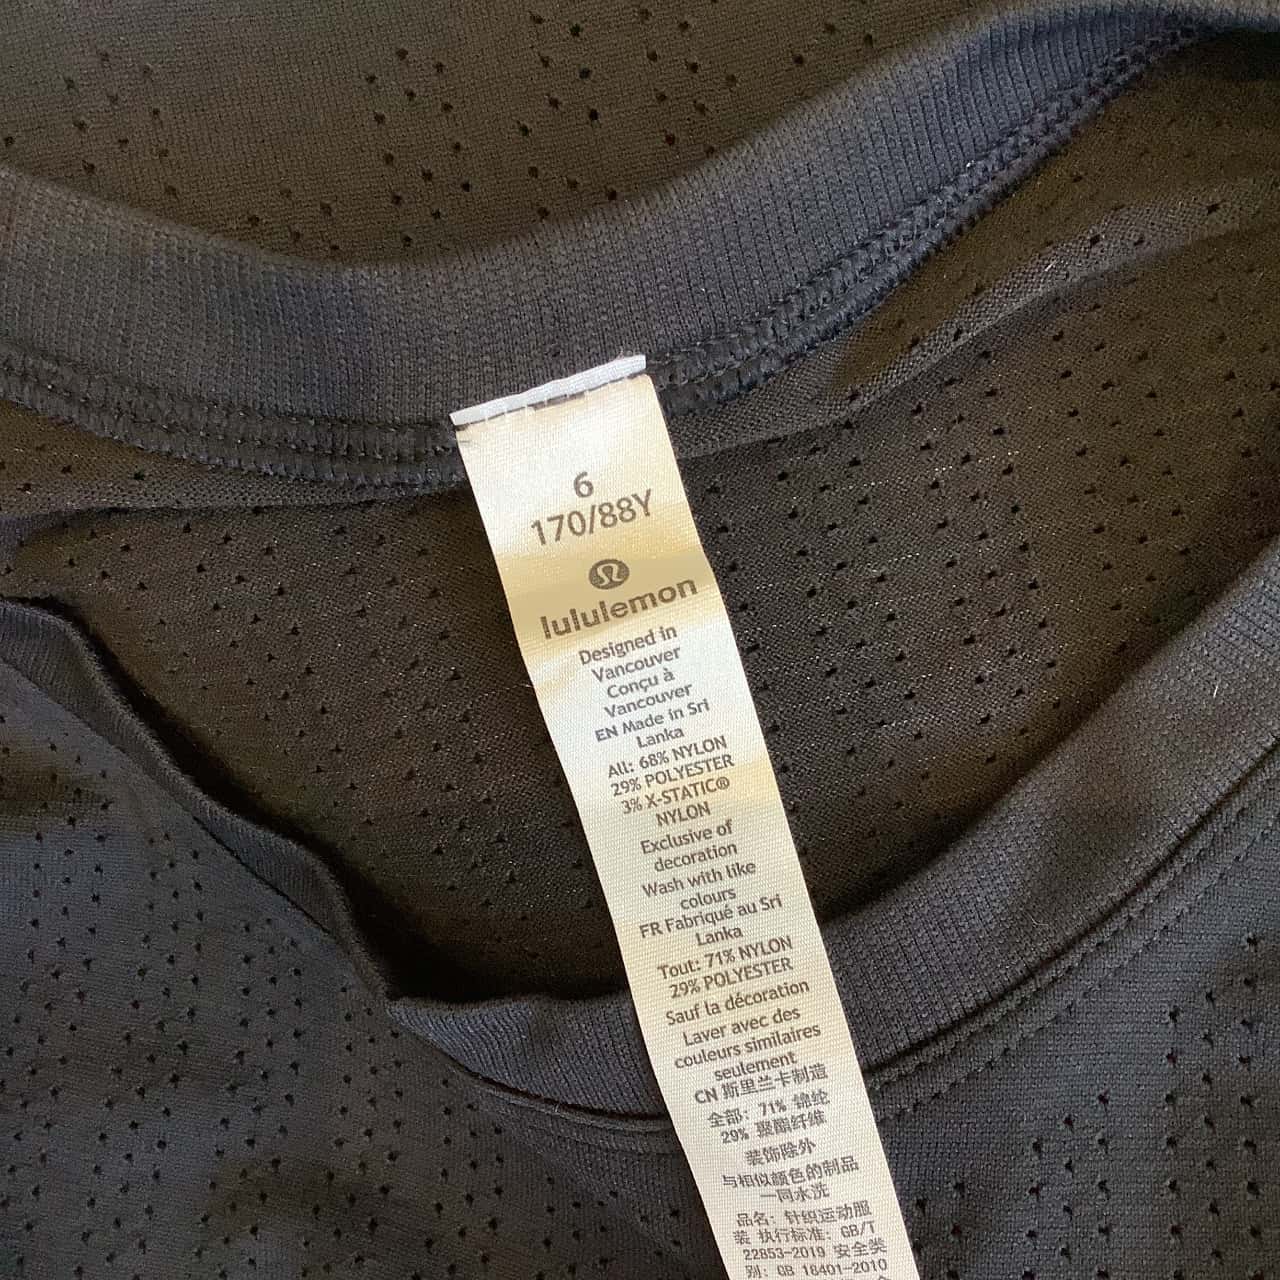 6
170/88Y
lululemon
Designed in
Vancouver
Conçu à
Vancouver
EN Made in Sri
Lanka
All: 68% NYLON
29% POLYESTER
3% X-STATIC®
NYLON
Exclusive of
decoration
Wash with like
colours
FR Fabriqué au Sri
Lanka
Tout: 71% NYLON
29% POLYESTER
Sauf la décoration
Laver avec des
couleurs similaires
seulement
CN 斯里兰卡制造
全部: 71% 锦纶
29% 聚酯纤维
装饰除外
与相似颜色的制品
一同水洗
品名: 针织运动服
装 执行标准: GB/T
22853-2019 安全类
别: GB 18401-2010